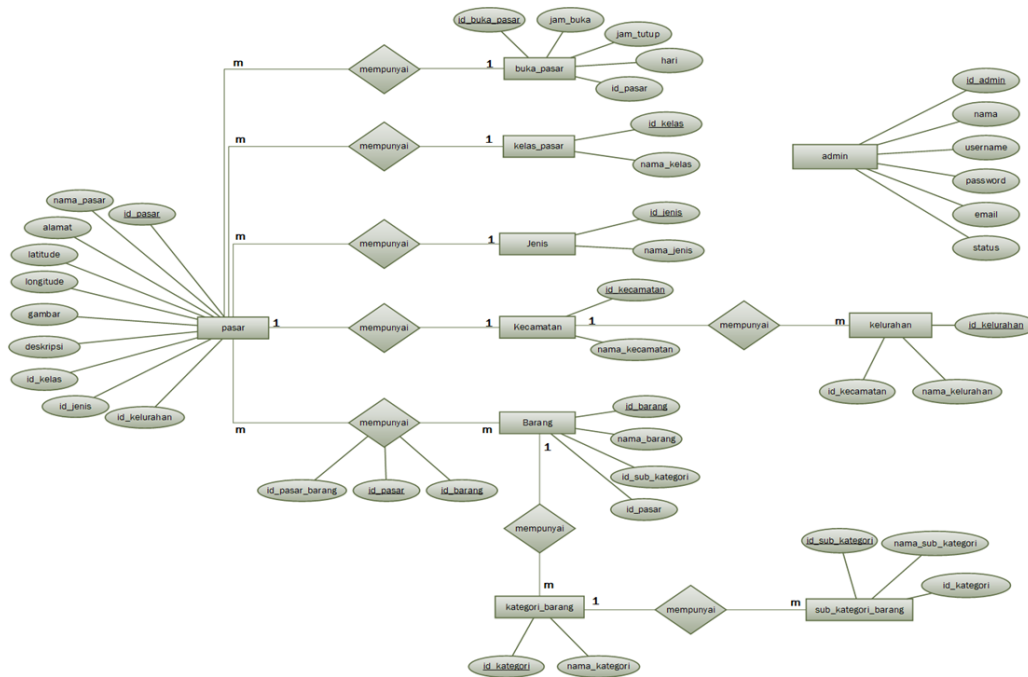 id_buka_pasar
jam_buka
jam_tutup
hari
id_pasar
m
mempunyai
1
buka_pasar
m
mempunyai
1
kelas_pasar
id_kelas
nama_kelas
id_admin
nama
username
password
email
status
admin
nama_pasar
id_pasar
alamat
latitude
longitude
gambar
deskripsi
id_kelas
id_jenis
id_kelurahan
pasar
m
mempunyai
1
Jenis
id_jenis
nama_jenis
1
mempunyai
1
Kecamatan
id_kecamatan
nama_kecamatan
1
mempunyai
m
kelurahan
id_kelurahan
id_kecamatan
nama_kelurahan
m
mempunyai
m
Barang
id_pasar_barang
id_pasar
id_barang
id_barang
nama_barang
id_sub_kategori
id_pasar
1
mempunyai
m
kategori_barang
id_kategori
nama_kategori
1
mempunyai
m
sub_kategori_barang
id_sub_kategori
nama_sub_kategori
id_kategori